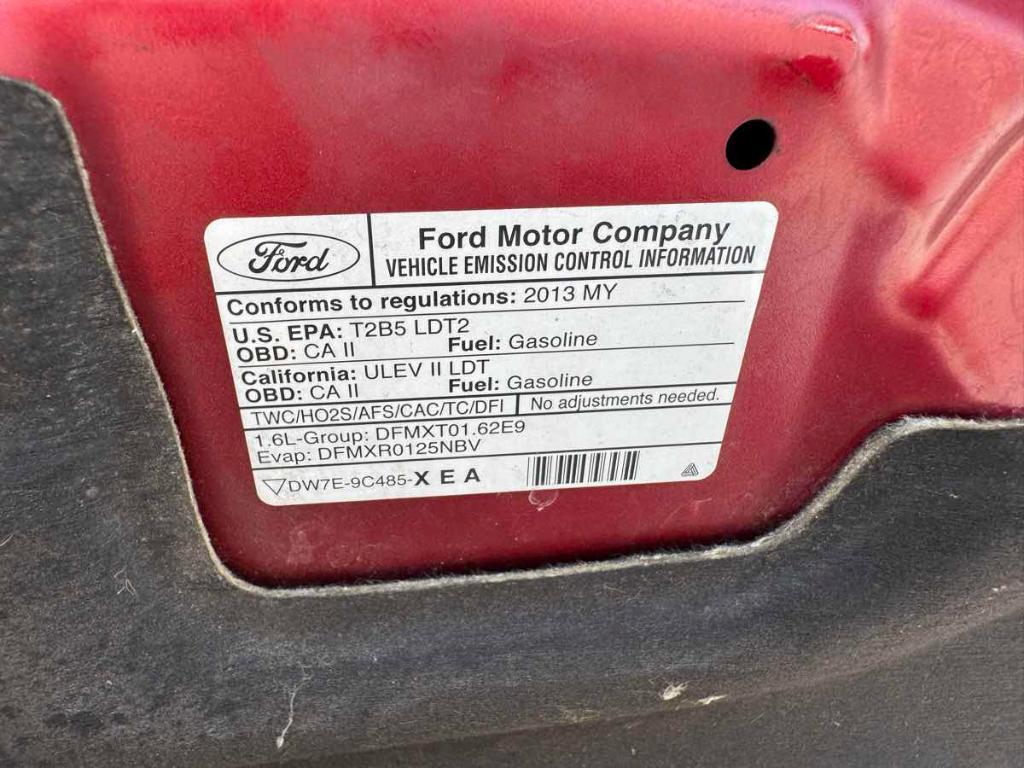 Ford
Ford Motor Company
VEHICLE EMISSION CONTROL INFORMATION
Conforms to regulations: 2013 MY
U.S. EPA: T2B5 LDT2
OBD: CA II Fuel: Gasoline
California: ULEV II LDT
OBD: CA II Fuel: Gasoline
TWC/HO2S/AFS/CAC/TC/DFI No adjustments needed.
1.6L-Group: DFMXT01.62E9
Evap: DFMXR0125NBV
DW7E-9C485-XEA